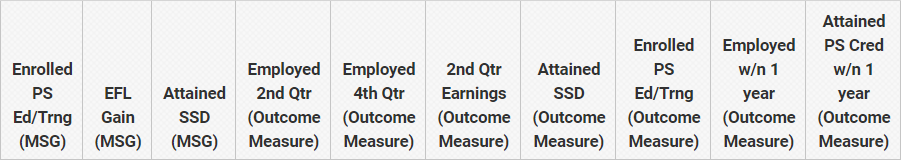 Enrolled
PS
Ed/Trng
(MSG)
EFL
Gain
(MSG)
Attained
SSD
(MSG)
Employed
2nd Qtr
(Outcome
Measure)
Employed
4th Qtr
(Outcome
Measure)
2nd Qtr
Earnings
(Outcome
Measure)
Attained
SSD
(Outcome
Measure)
Enrolled
PS
Ed/Trng
(Outcome
Measure)
Employed
w/n 1
year
(Outcome
Measure)
Attained
PS Cred
w/n 1
year
(Outcome
Measure)